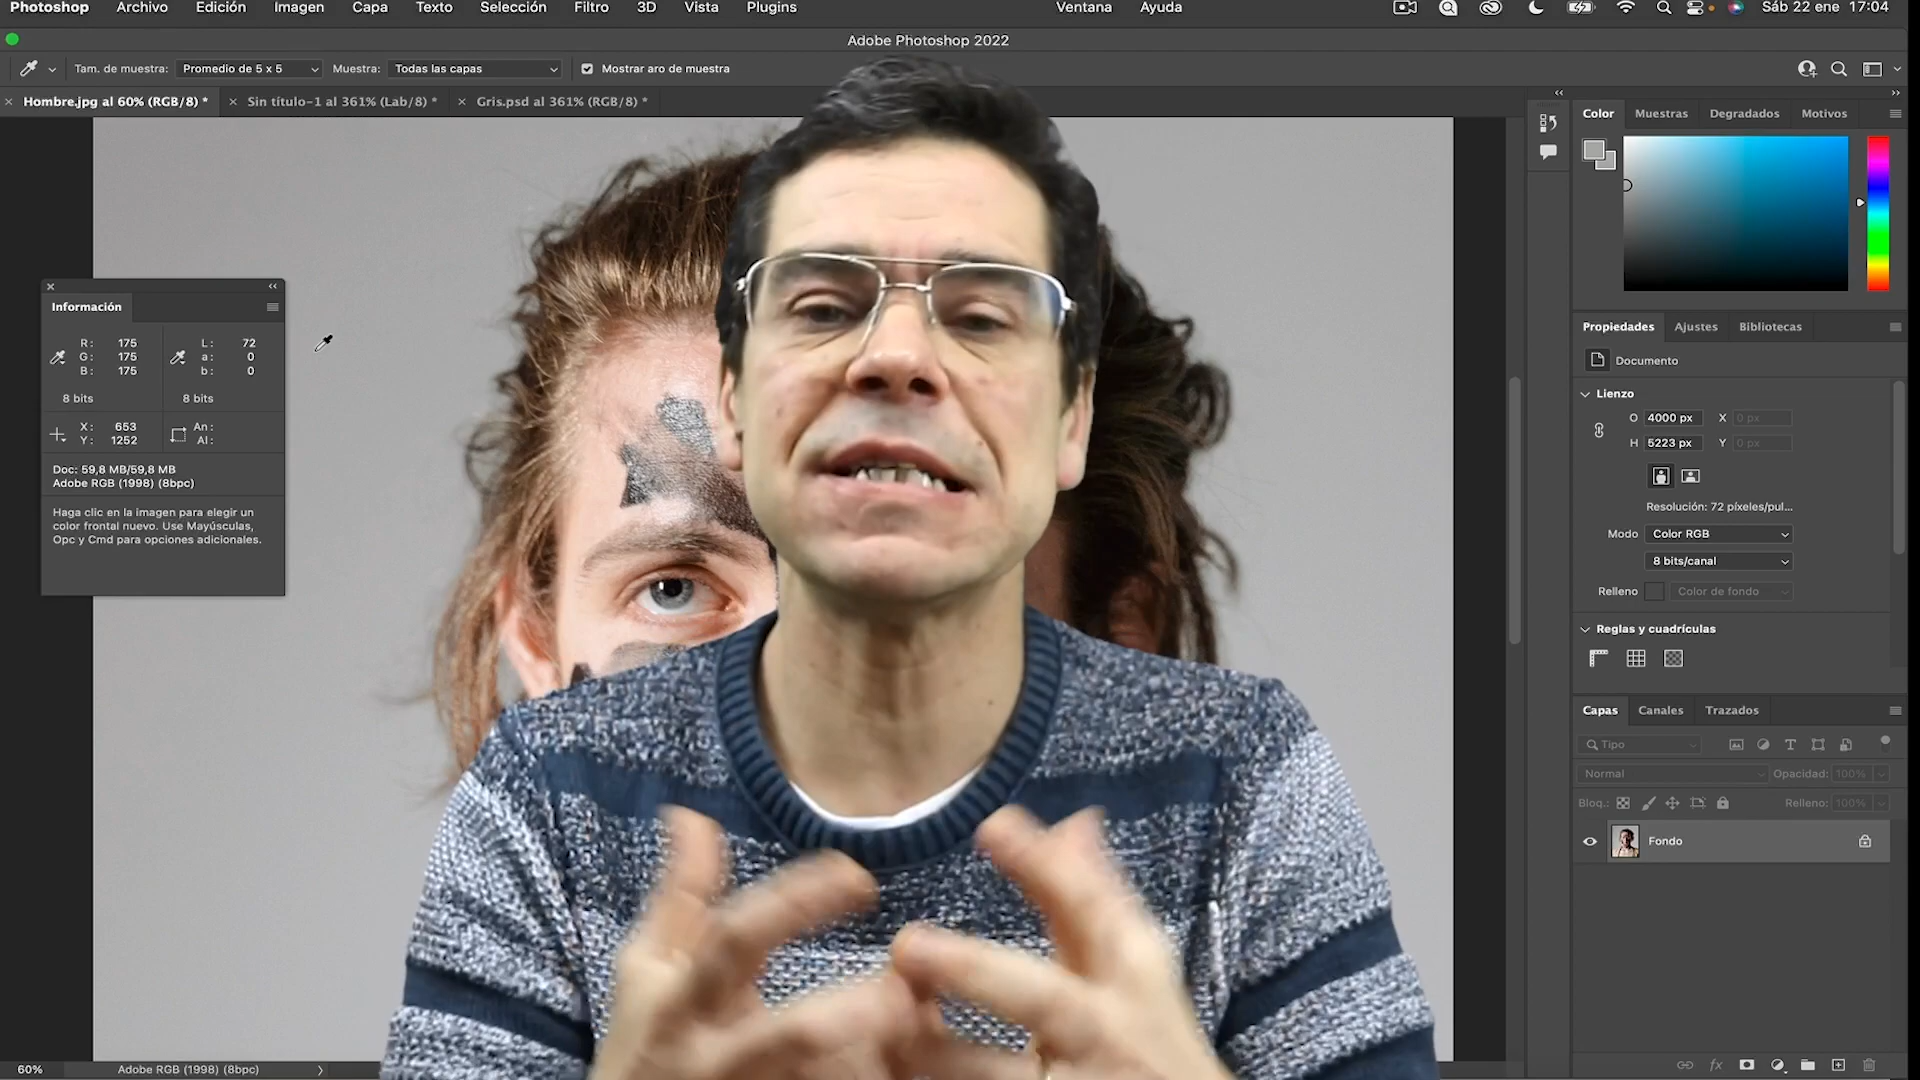 Photoshop Archivo Edición Imagen Capa Texto Selección Filtro 3D Vista Plugins Ventana Ayuda Sáb 22 ene 17:04
Adobe Photoshop 2022
Tam. de muestra: Promedio de 5 x 5 Muestra: Todas las capas Mostrar aro de muestra
Hombre.jpg al 60% (RGB/8) * Sin título-1 al 361% (Lab/8) * Gris.psd al 361% (RGB/8) *
Color Muestras Degradados Motivos
Información
R: 175 L: 72
G: 175 a: 0
B: 175 b: 0
8 bits 8 bits
X: 653 An:
Y: 1252 Al:
Doc: 59,8 MB/59,8 MB
Adobe RGB (1998) (8bpc)
Haga clic en la imagen para elegir un
color frontal nuevo. Use Mayúsculas,
Opc y Cmd para opciones adicionales.
Propiedades Ajustes Bibliotecas
Documento
Lienzo
O 4000 px X 0 px
H 5223 px Y 0 px
Resolución: 72 píxeles/pul...
Modo Color RGB
8 bits/canal
Relleno Color de fondo
Reglas y cuadrículas
Capas Canales Trazados
Tipo
Normal Opacidad: 100%
Bloq.: Relleno: 100%
Fondo
60% Adobe RGB (1998) (8bpc)